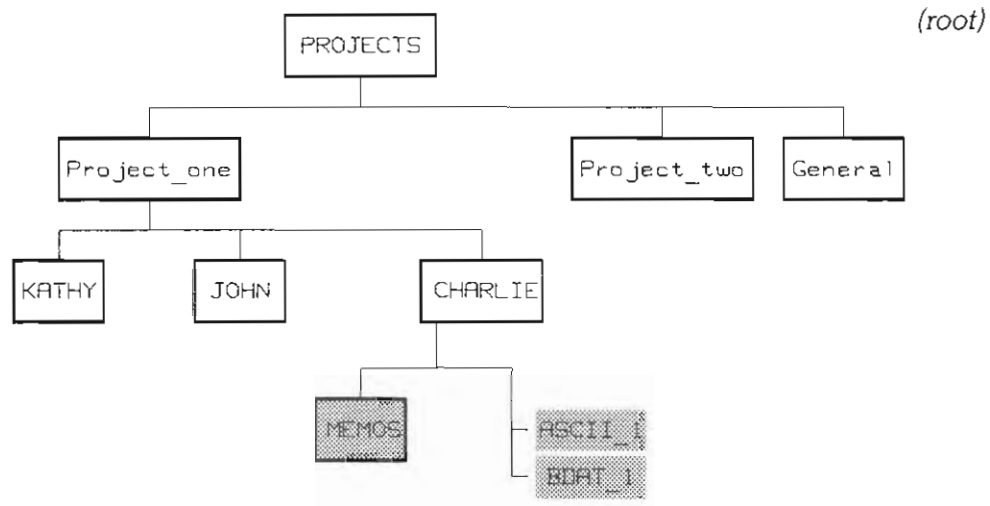 (root)
PROJECTS
Project_one
Project_two
General
KATHY
JOHN
CHARLIE
MEMOS
ASCII_1
BDAT_1